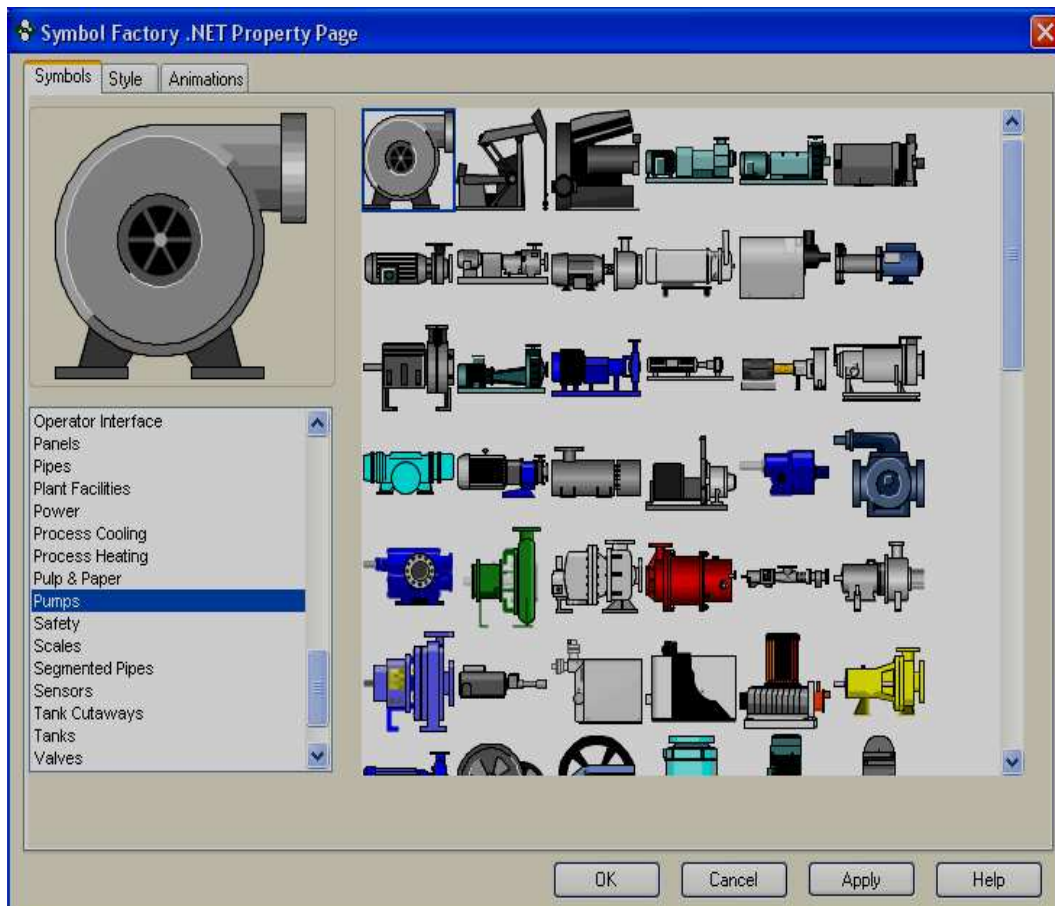 Symbol Factory .NET Property Page
Symbols
Style
Animations
Operator Interface
Panels
Pipes
Plant Facilities
Power
Process Cooling
Process Heating
Pulp & Paper
Pumps
Safety
Scales
Segmented Pipes
Sensors
Tank Cutaways
Tanks
Valves
OK
Cancel
Apply
Help